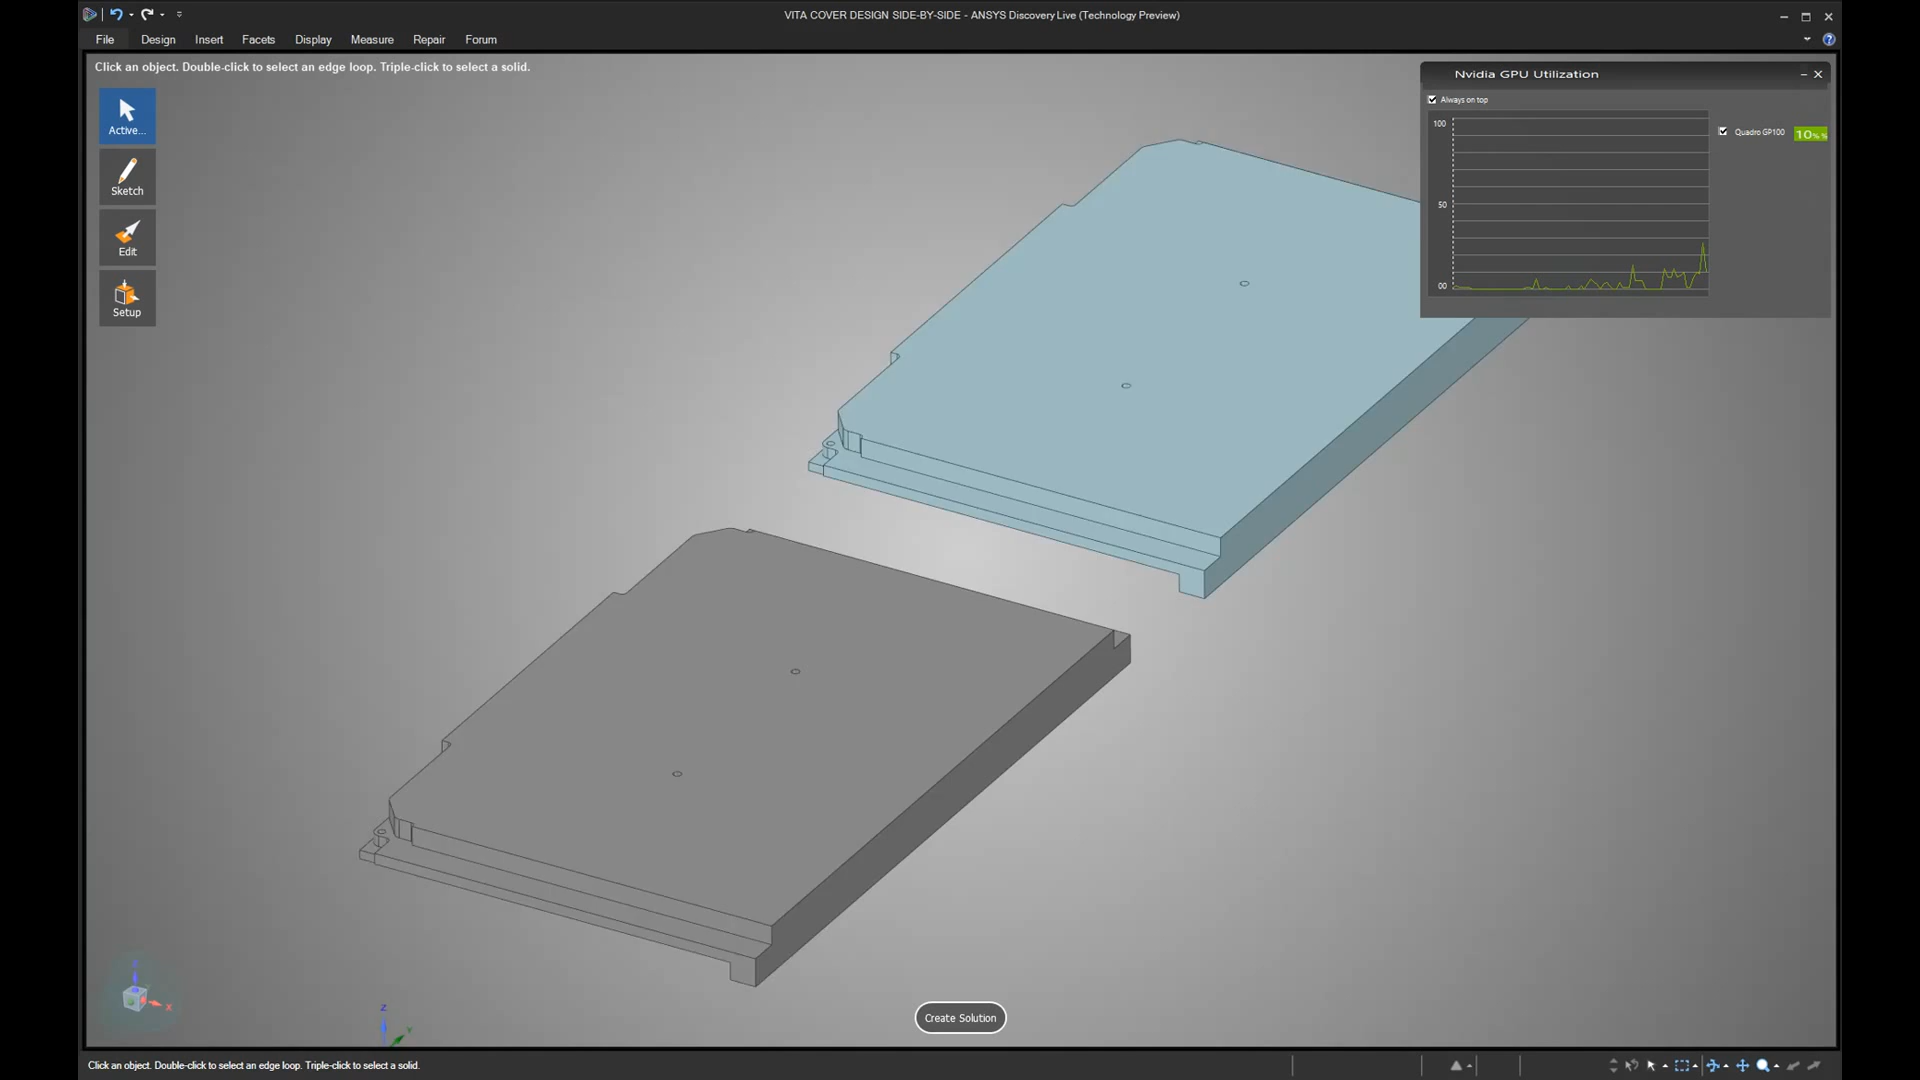 VITA COVER DESIGN SIDE-BY-SIDE - ANSYS Discovery Live (Technology Preview)
File Design Insert Facets Display Measure Repair Forum
Click an object. Double-click to select an edge loop. Triple-click to select a solid.
Nvidia GPU Utilization
Always on top
100
Quadro GP100 10% %
50
00
Active...
Sketch
Edit
Setup
X
Z
Y
Create Solution
Click an object. Double-click to select an edge loop. Triple-click to select a solid.